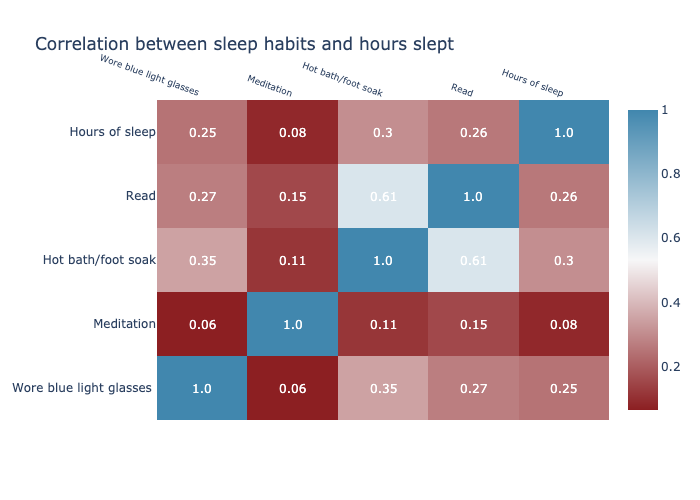 Correlation between sleep habits and hours slept
Wore blue light glasses
Meditation
Hot bath/foot soak
Read
Hours of sleep
Hours of sleep 0.25 0.08 0.3 0.26 1.0
Read 0.27 0.15 0.61 1.0 0.26
Hot bath/foot soak 0.35 0.11 1.0 0.61 0.3
Meditation 0.06 1.0 0.11 0.15 0.08
Wore blue light glasses 1.0 0.06 0.35 0.27 0.25
1
0.8
0.6
0.4
0.2